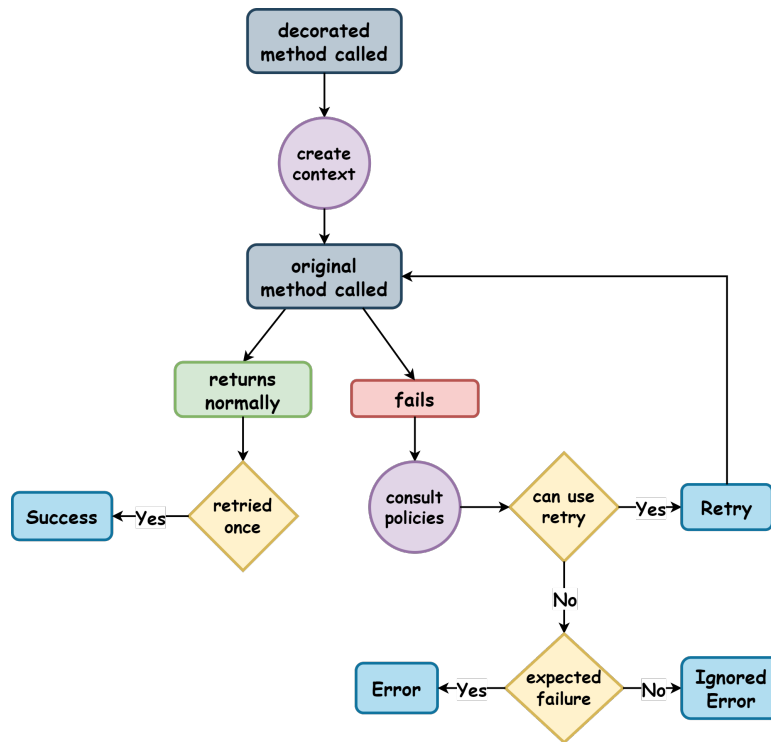 decorated
method called
create
context
original
method called
returns
normally
fails
consult
policies
can use
retry
Yes
Retry
Success
Yes
retried
once
No
Error
Yes
expected
failure
No
Ignored
Error